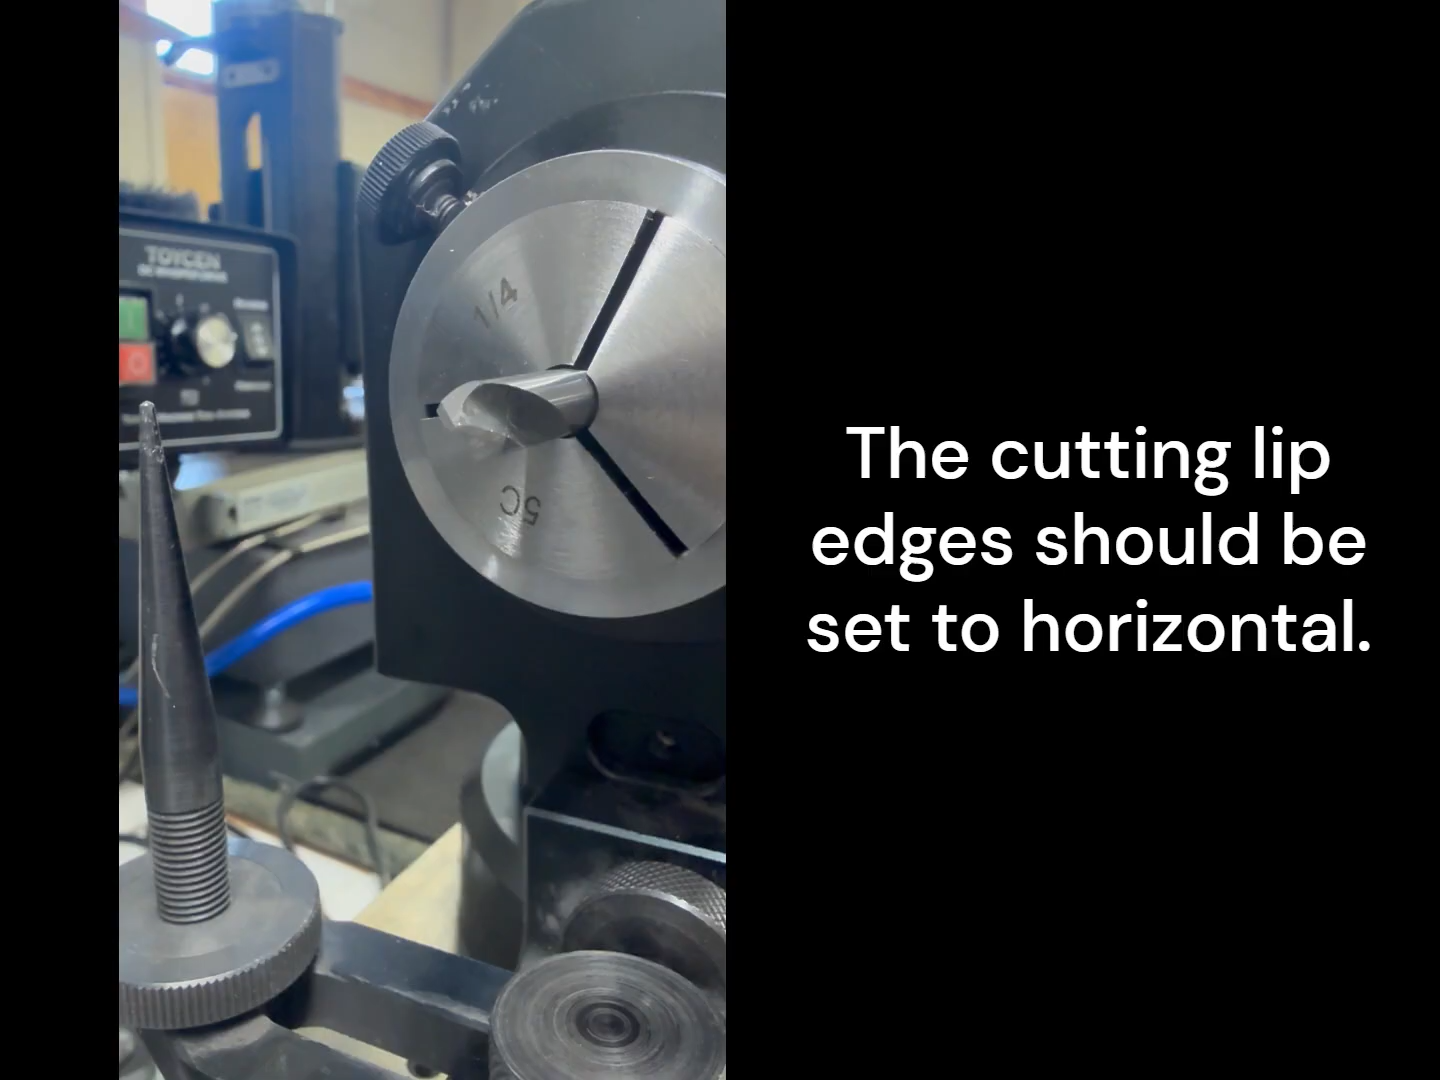 TOYCEN
1/4
5C
The cutting lip
edges should be
set to horizontal.